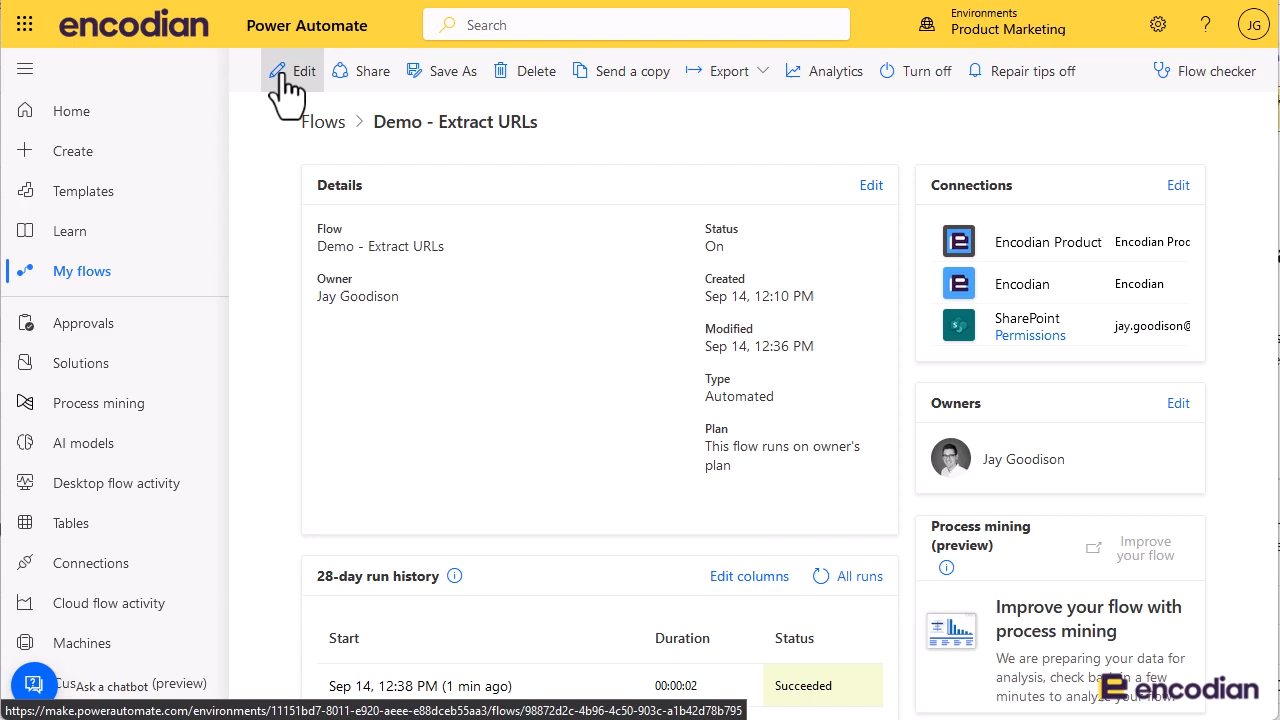 encodian
Power Automate
Search
Environments
Product Marketing
JG
Edit
Share
Save As
Delete
Send a copy
Export
Analytics
Turn off
Repair tips off
Flow checker
Home
Create
Templates
Learn
My flows
Approvals
Solutions
Process mining
AI models
Desktop flow activity
Tables
Connections
Cloud flow activity
Machines
Ask a chatbot
(preview)
Flows > Demo - Extract URLs
Details
Edit
Flow
Demo - Extract URLs
Owner
Jay Goodison
Status
On
Created
Sep 14, 12:10 PM
Modified
Sep 14, 12:36 PM
Type
Automated
Plan
This flow runs on owner's
plan
28-day run history
Edit columns
All runs
Start
Duration
Status
Sep 14, 12:38 PM (1 min ago)
00:00:02
Succeeded
Connections
Edit
Encodian Product
Encodian Proc
Encodian
Encodian
SharePoint
Permissions
jay.goodison@
Owners
Edit
Jay Goodison
Process mining
(preview)
Improve
your flow
Improve your flow with
process mining
We are preparing your data for
analysis, check back in a few
minutes to analyze your flow.
encodian
https://make.powerautomate.com/environments/11151bd7-8011-e920-aeee-e88dceb55aa3/flows/98872d2c-4b96-4c50-903c-a1b42d78b795